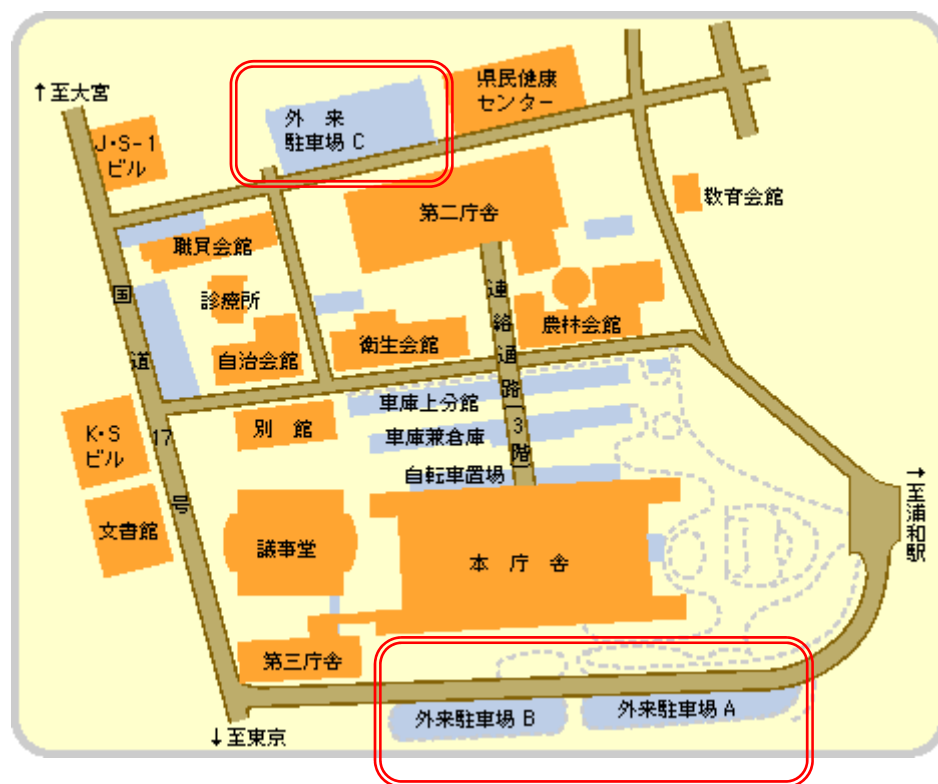 ↑至大宮
J・S-1
ビル
外 来
駐車場 C
県民健康
センター
教育会館
第二庁舎
職員会館
診療所
自治会館
衛生会館
農林会館
国道17号
連絡通路(3階)
車庫上分館
車庫兼倉庫
自転車置場
別 館
K・S
ビル
文書館
議事堂
本 庁 舎
↑至浦和駅
第三庁舎
外来駐車場 B
外来駐車場 A
↓至東京